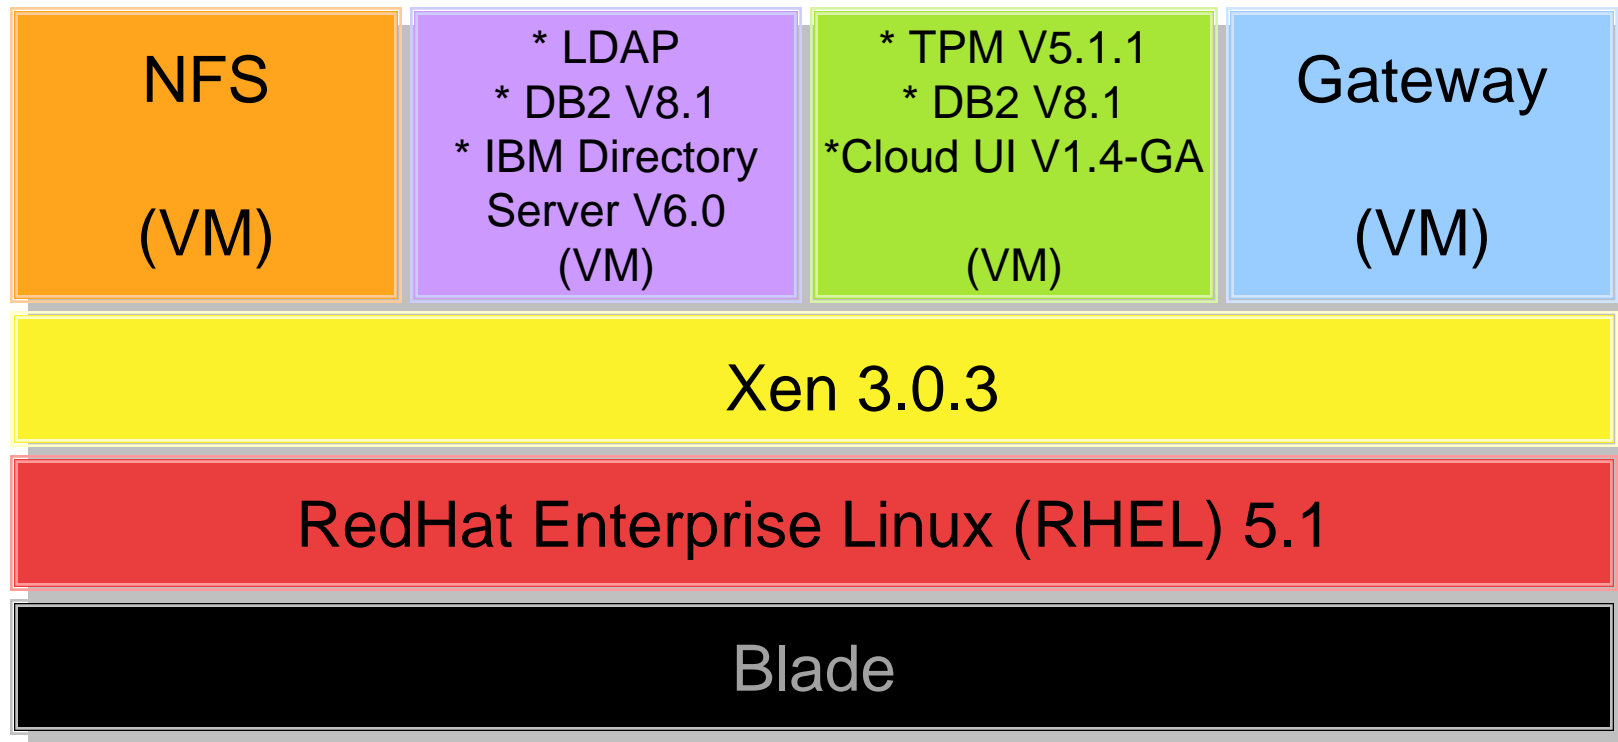 NFS
(VM)
* LDAP
* DB2 V8.1
* IBM Directory
Server V6.0
(VM)
* TPM V5.1.1
* DB2 V8.1
*Cloud UI V1.4-GA
(VM)
Gateway
(VM)
Xen 3.0.3
RedHat Enterprise Linux (RHEL) 5.1
Blade